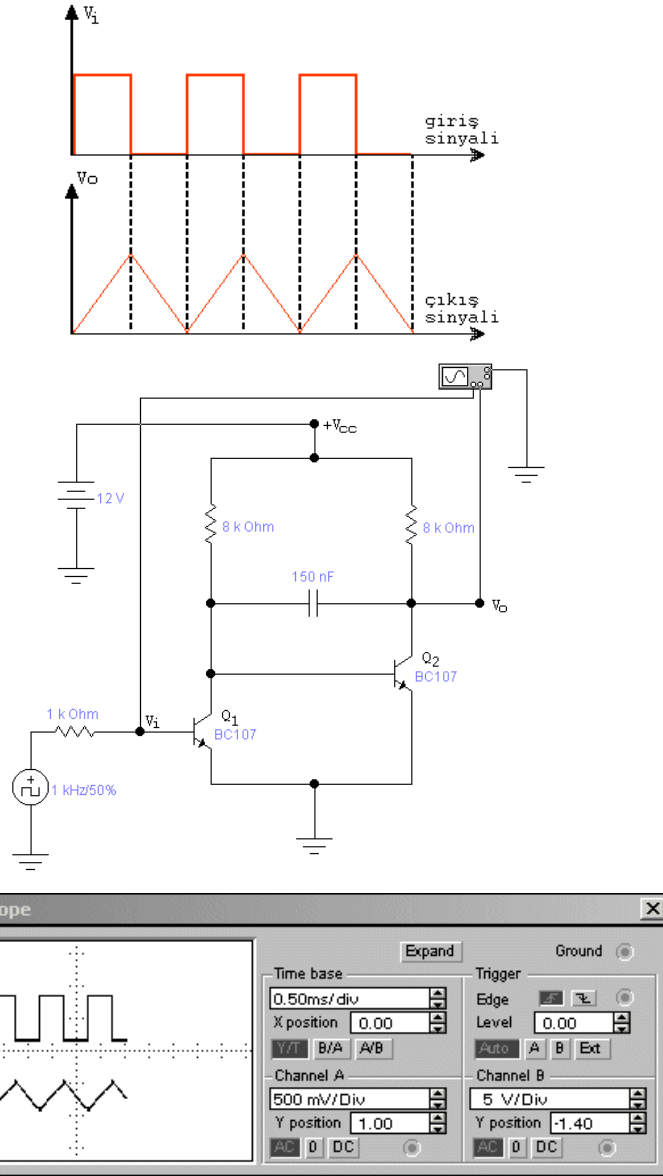 Vi
giriş
sinyali
Vo
çıkış
sinyali
+Vcc
12 V
8 k Ohm
8 k Ohm
150 nF
Vo
Q2
BC107
1 k Ohm
Vi
Q1
BC107
1 kHz/50%
ope
Expand
Ground
Time base
Trigger
0.50ms/div
Edge
X position 0.00
Level 0.00
Y/T B/A A/B
Auto A B Ext
Channel A
Channel B
500 mV/Div
5 V/Div
Y position 1.00
Y position -1.40
AC 0 DC
AC 0 DC